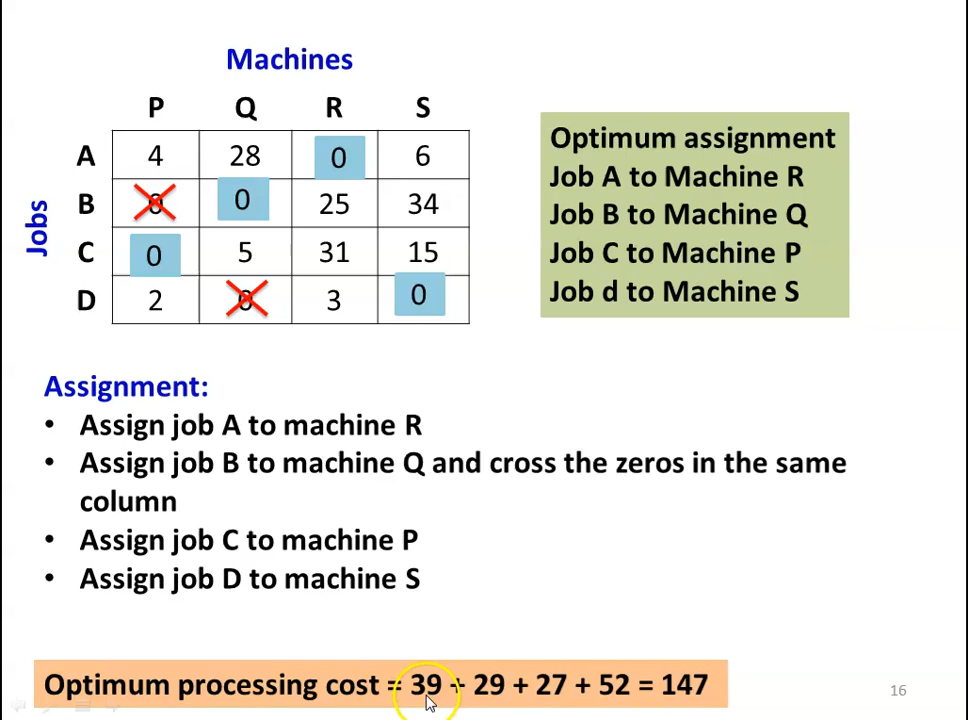 Machines
P Q R S
A 4 28 0 6
B 0 0 25 34
Jobs
C 0 5 31 15
D 2 0 3 0
Optimum assignment
Job A to Machine R
Job B to Machine Q
Job C to Machine P
Job d to Machine S
Assignment:
• Assign job A to machine R
• Assign job B to machine Q and cross the zeros in the same
column
• Assign job C to machine P
• Assign job D to machine S
Optimum processing cost = 39 + 29 + 27 + 52 = 147
16